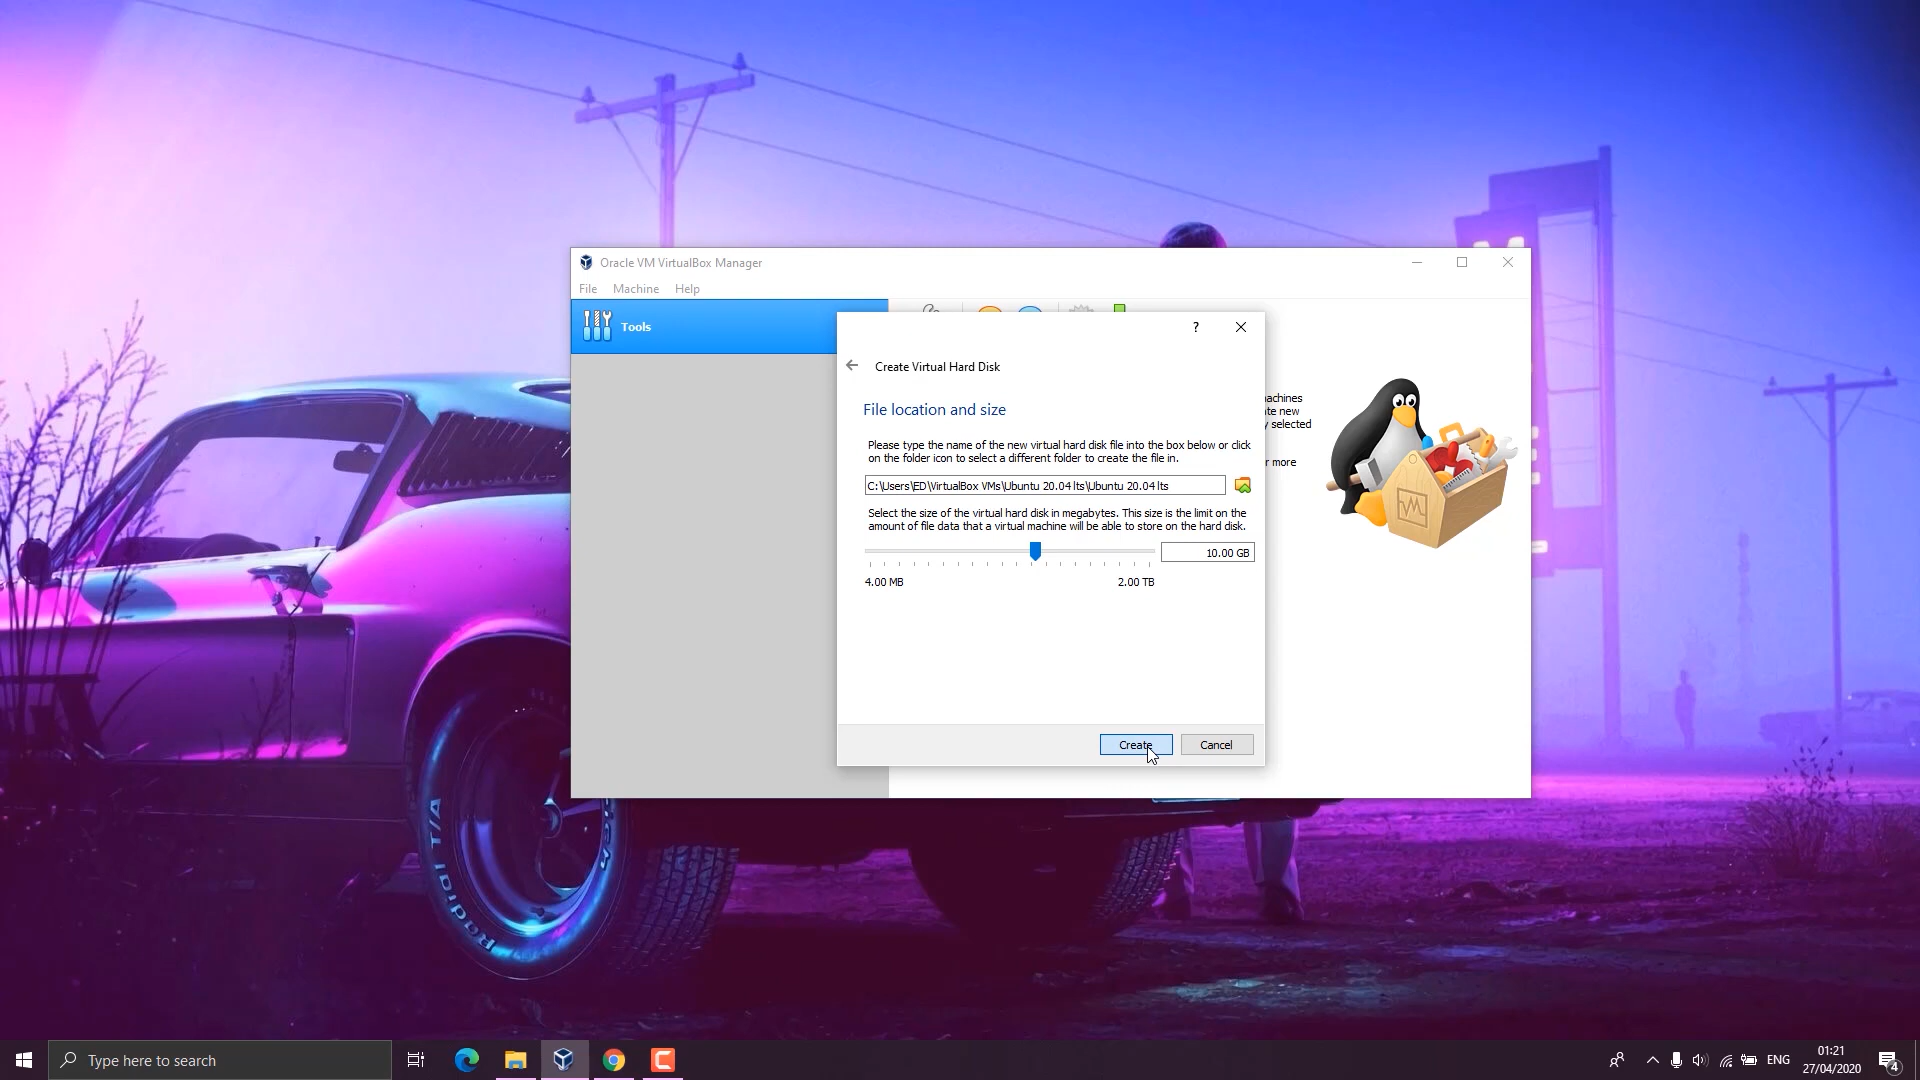 Oracle VM VirtualBox Manager
File Machine Help
Tools
?
Create Virtual Hard Disk
File location and size
Please type the name of the new virtual hard disk file into the box below or click
on the folder icon to select a different folder to create the file in.
C:\Users\ED\VirtualBox VMs\Ubuntu 20.04 lts\Ubuntu 20.04 lts
Select the size of the virtual hard disk in megabytes. This size is the limit on the
amount of file data that a virtual machine will be able to store on the hard disk.
10.00 GB
4.00 MB 2.00 TB
Create Cancel
achines
te new
y selected
r more
Radial T/A
Type here to search
ENG
01:21
27/04/2020
4